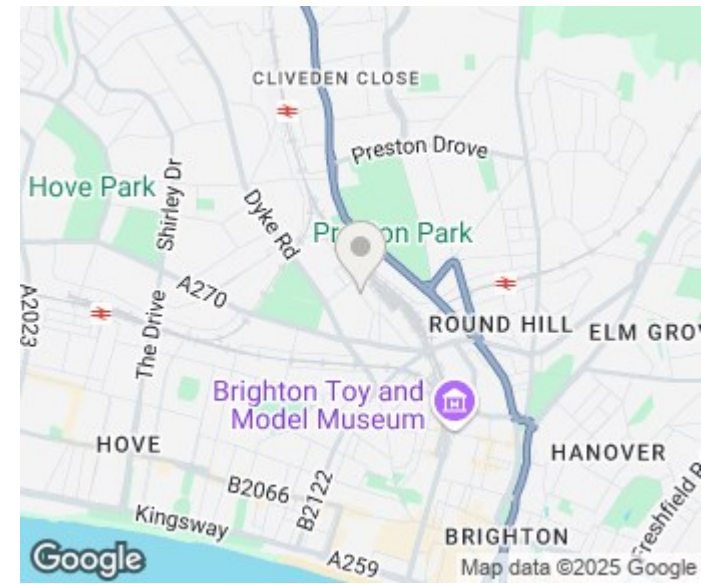 CLIVEDEN CLOSE
Preston Drove
Hove Park
Shirley Dr
Dyke Rd
Pr on Park
A270
A2023
The Drive
ROUND HILL
ELM GROV
Brighton Toy and
Model Museum
HOVE
HANOVER
B2066
B2122
Freshfield R
Kingsway
BRIGHTON
A259
Google
Map data ©2025 Google